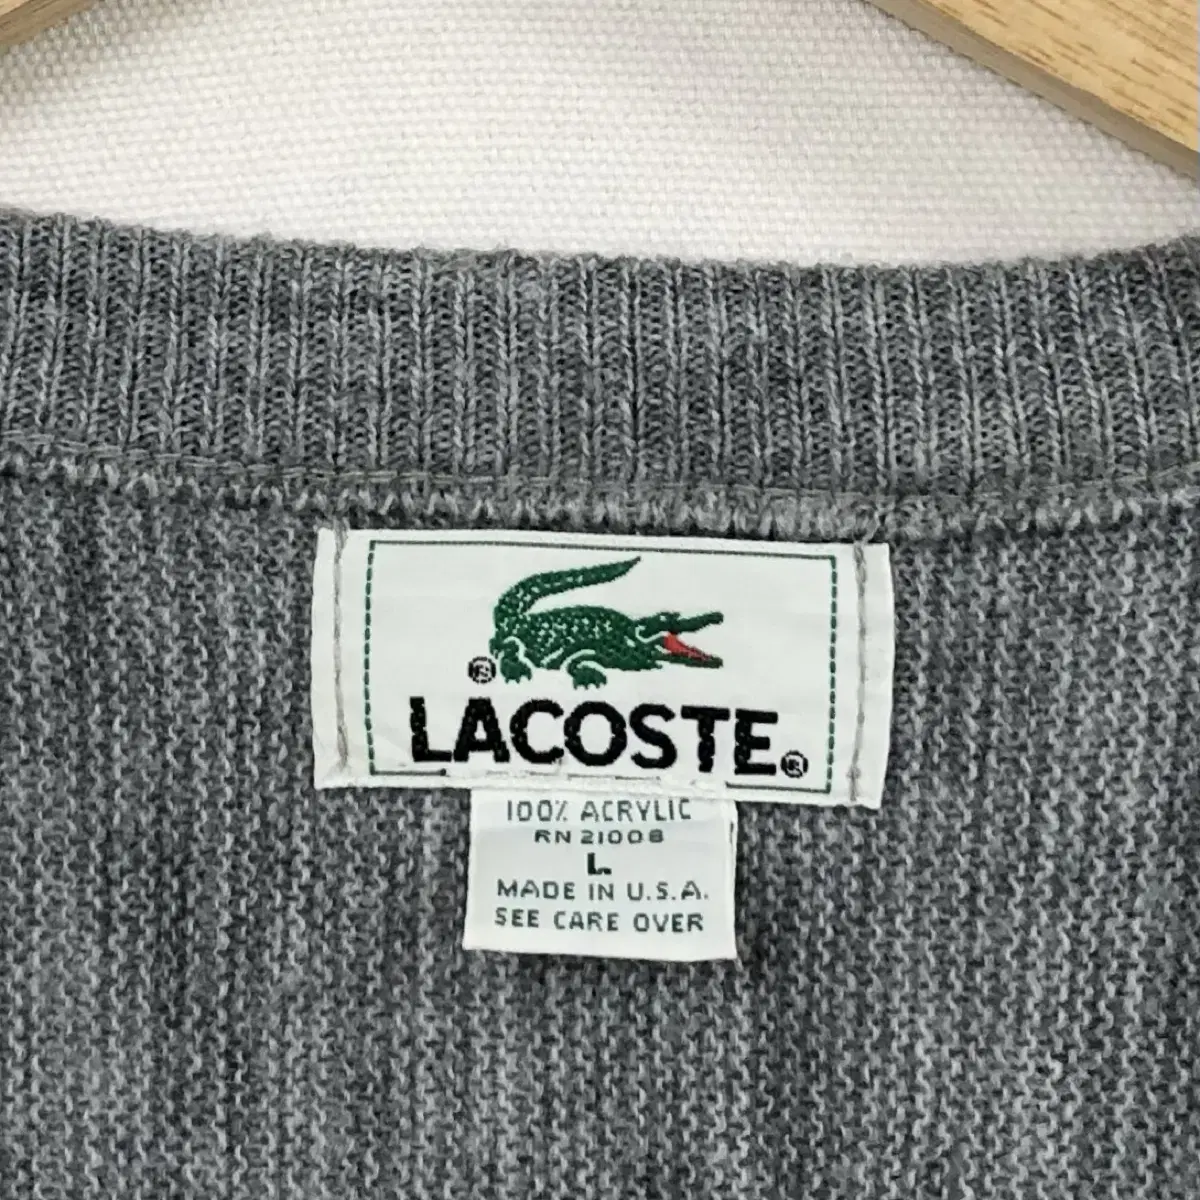 ®
LACOSTE®
100% ACRYLIC
RN 21008
L
MADE IN U.S.A.
SEE CARE OVER